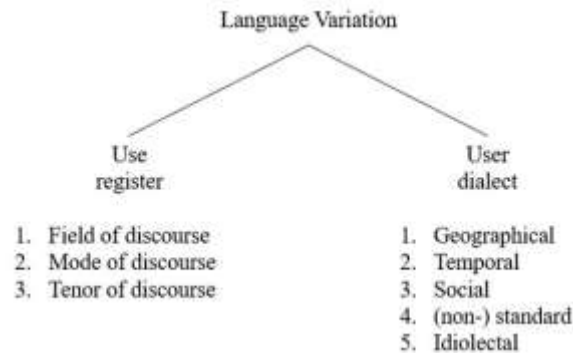 Language Variation
Use
register
User
dialect
1. Field of discourse
2. Mode of discourse
3. Tenor of discourse
1. Geographical
2. Temporal
3. Social
4. (non-) standard
5. Idiolectal